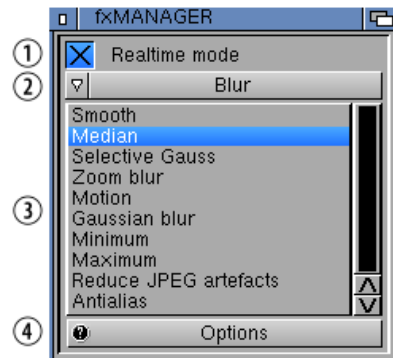 fxMANAGER
1 Realtime mode
2 Blur
Smooth
Median
Selective Gauss
Zoom blur
3 Motion
Gaussian blur
Minimum
Maximum
Reduce JPEG artefacts
Antialias
4 ? Options